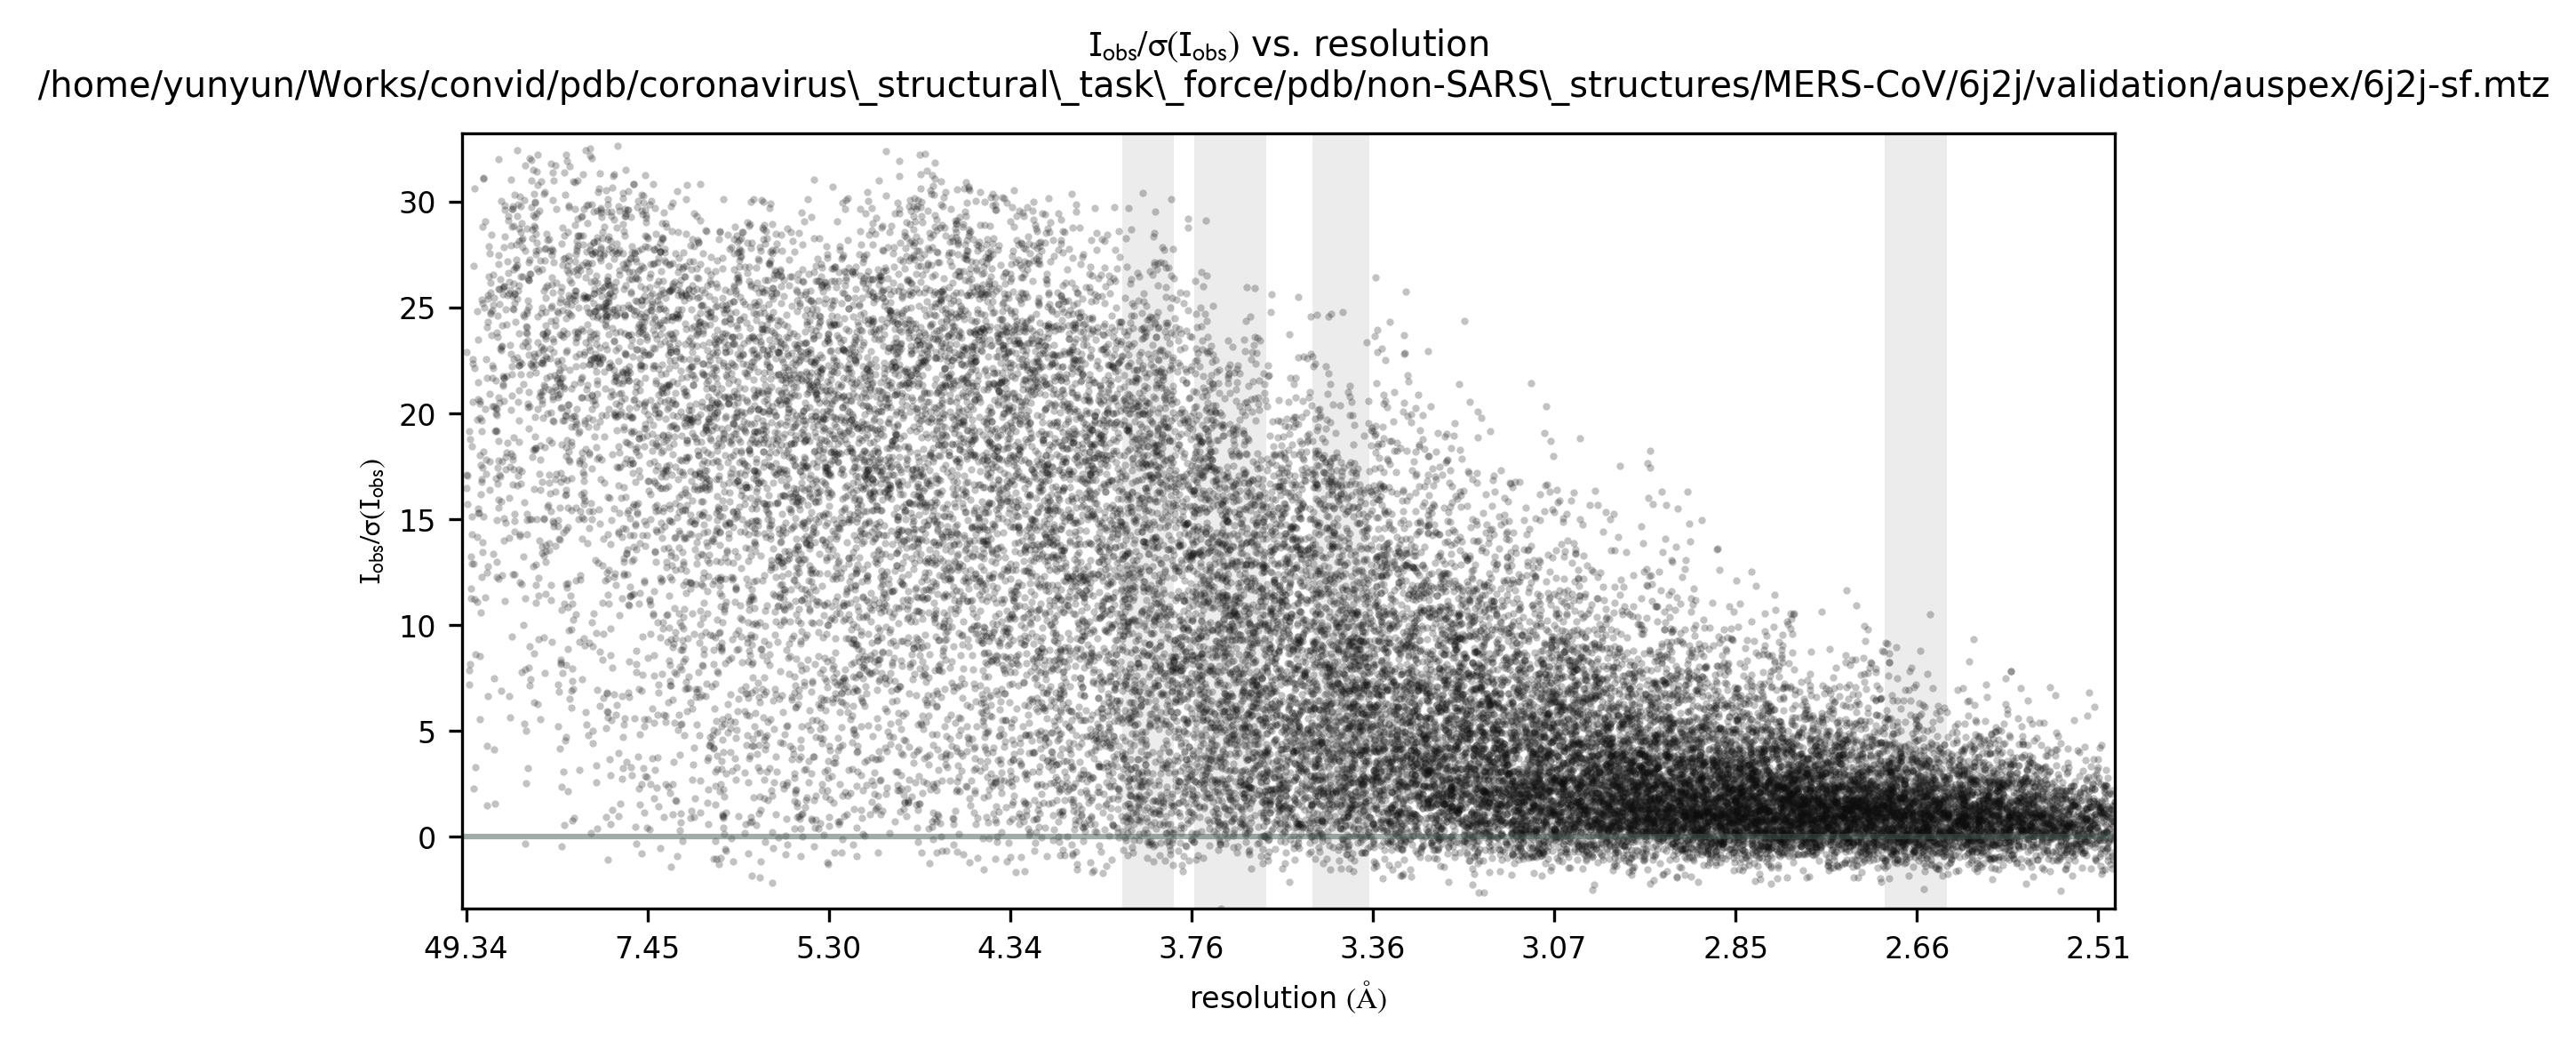 Iobs/σ(Iobs) vs. resolution
/home/yunyun/Works/convid/pdb/coronavirus\_structural\_task\_force/pdb/non-SARS\_structures/MERS-CoV/6j2j/validation/auspex/6j2j-sf.mtz
Iobs/σ(Iobs)
30
25
20
15
10
5
0
49.34 7.45 5.30 4.34 3.76 3.36 3.07 2.85 2.66 2.51
resolution (Å)